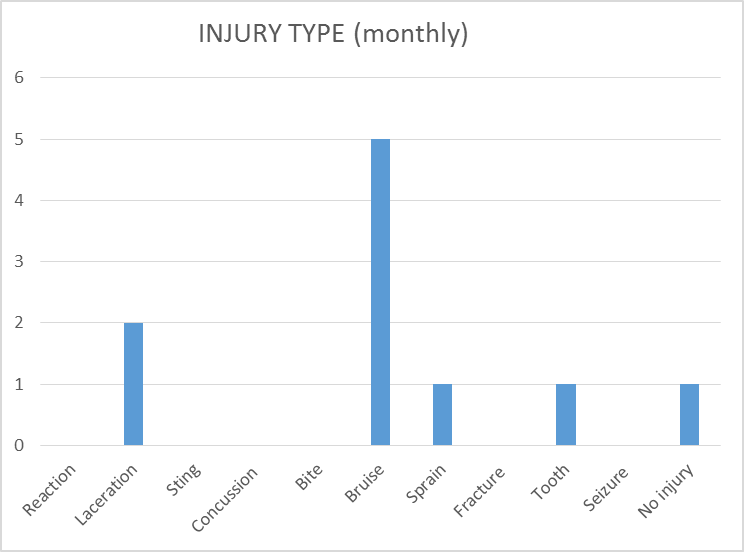 INJURY TYPE (monthly)
6
5
4
3
2
1
0
Reaction
Laceration
Sting
Concussion
Bite
Bruise
Sprain
Fracture
Tooth
Seizure
No injury